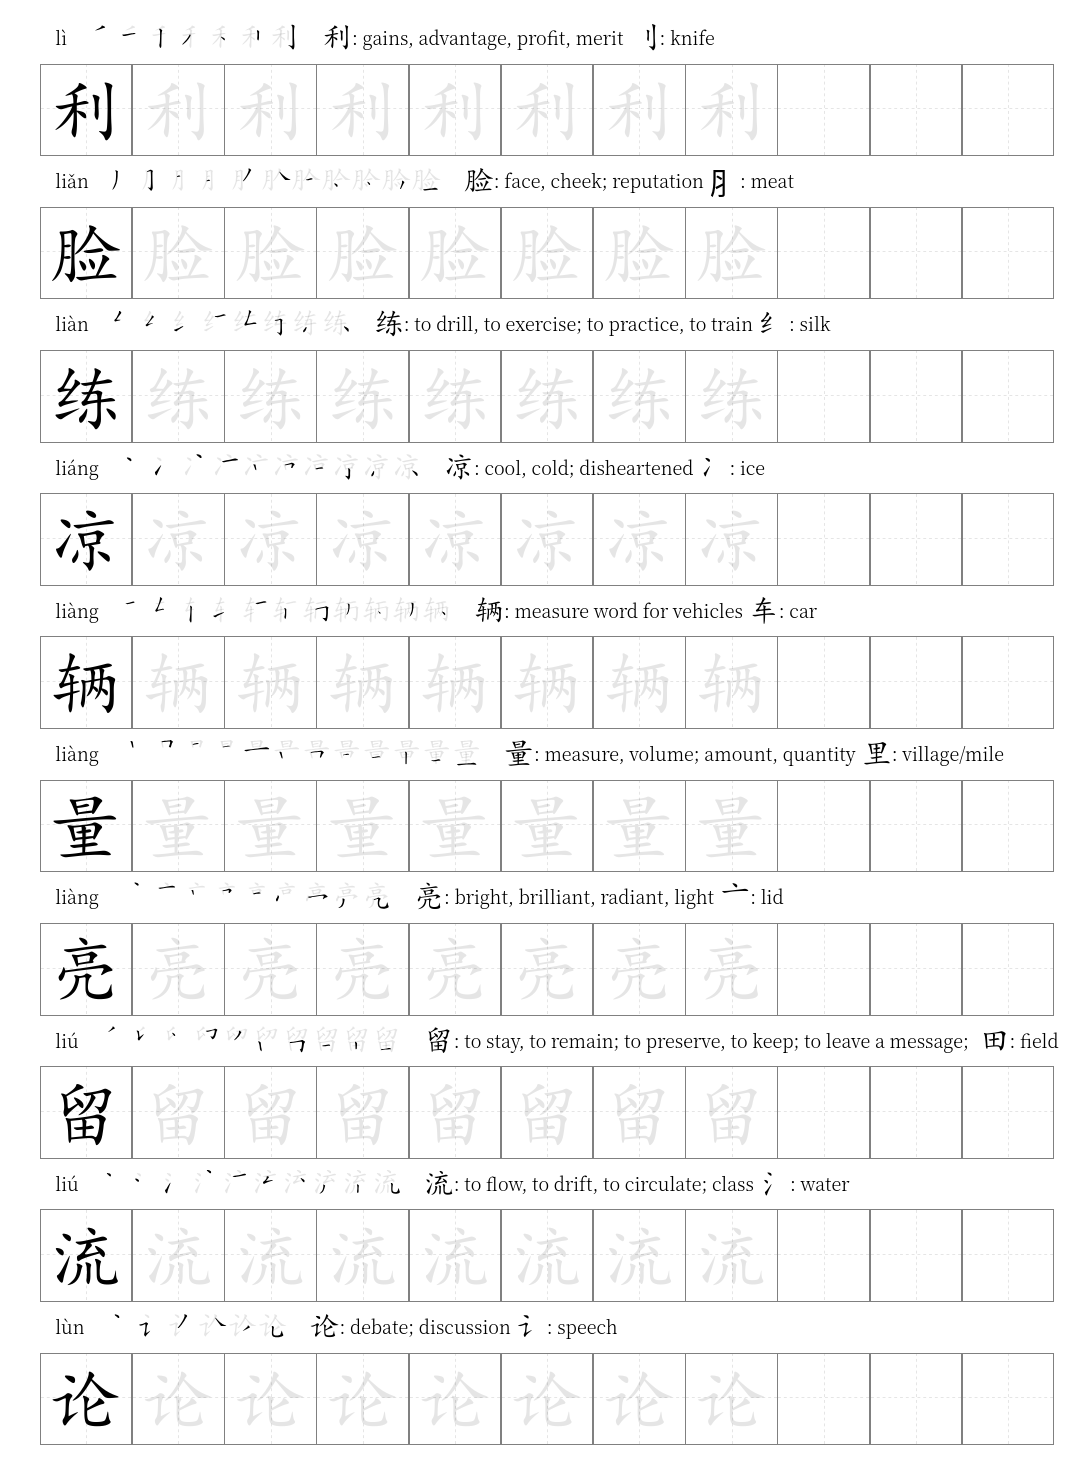 lì 利: gains, advantage, profit, merit 刂: knife
利 利 利 利 利 利 利 利
liǎn 脸: face, cheek; reputation ⺼: meat
脸 脸 脸 脸 脸 脸 脸 脸
liàn 练: to drill, to exercise; to practice, to train 纟: silk
练 练 练 练 练 练 练 练
liáng 凉: cool, cold; disheartened 冫: ice
凉 凉 凉 凉 凉 凉 凉 凉
liàng 辆: measure word for vehicles 车: car
辆 辆 辆 辆 辆 辆 辆 辆
liàng 量: measure, volume; amount, quantity 里: village/mile
量 量 量 量 量 量 量 量
liàng 亮: bright, brilliant, radiant, light 亠: lid
亮 亮 亮 亮 亮 亮 亮 亮
liú 留: to stay, to remain; to preserve, to keep; to leave a message; 田: field
留 留 留 留 留 留 留 留
liú 流: to flow, to drift, to circulate; class 氵: water
流 流 流 流 流 流 流 流
lùn 论: debate; discussion 讠: speech
论 论 论 论 论 论 论 论